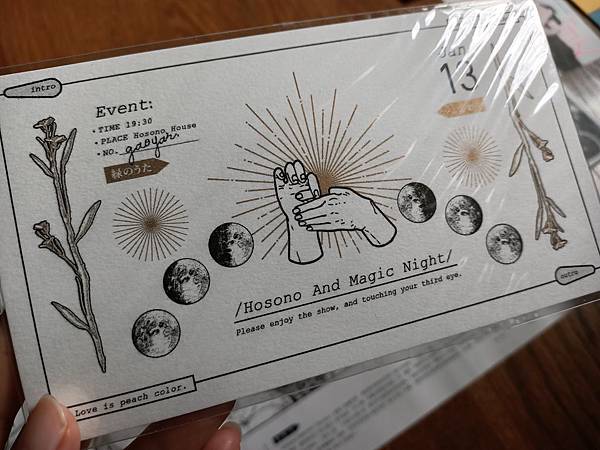 intro
Event:
• TIME 19:30
• PLACE Hosono House
• NO. gaoyan.
緑のうた
Jan
13
/Hosono And Magic Night/
Please enjoy the show, and touching your third eye.
outro
Love is peach color.